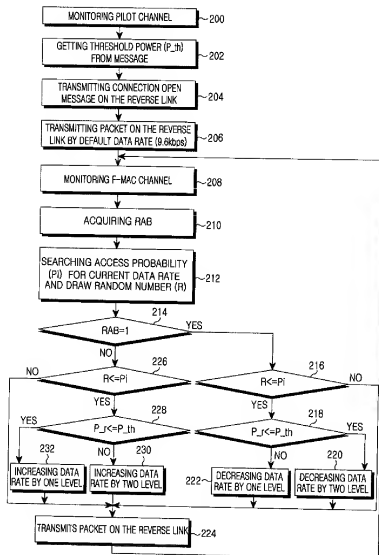 MONITORING PILOT CHANNEL
200
GETTING THRESHOLD POWER (P_th)
FROM MESSAGE
202
TRANSMITTING CONNECTION OPEN
MESSAGE ON THE REVERSE LINK
204
TRANSMITTING PACKET ON THE REVERSE
LINK BY DEFAULT DATA RATE (9.6kbps)
206
MONITORING F-MAC CHANNEL
208
ACQUIRING RAB
210
SEARCHING ACCESS PROBABILITY
(Pi) FOR CURRENT DATA RATE
AND DRAW RANDOM NUMBER (R)
212
214
RAB=1
YES
NO
226
216
NO
R<=Pi
R<=Pi
NO
YES
YES
228
218
YES
P_r<=P_th
P_r<=P_th
YES
232
NO
230
NO
220
INCREASING DATA
RATE BY ONE LEVEL
INCREASING DATA
RATE BY TWO LEVEL
222
DECREASING DATA
RATE BY ONE LEVEL
DECREASING DATA
RATE BY TWO LEVEL
TRANSMITS PACKET ON THE REVERSE LINK
224